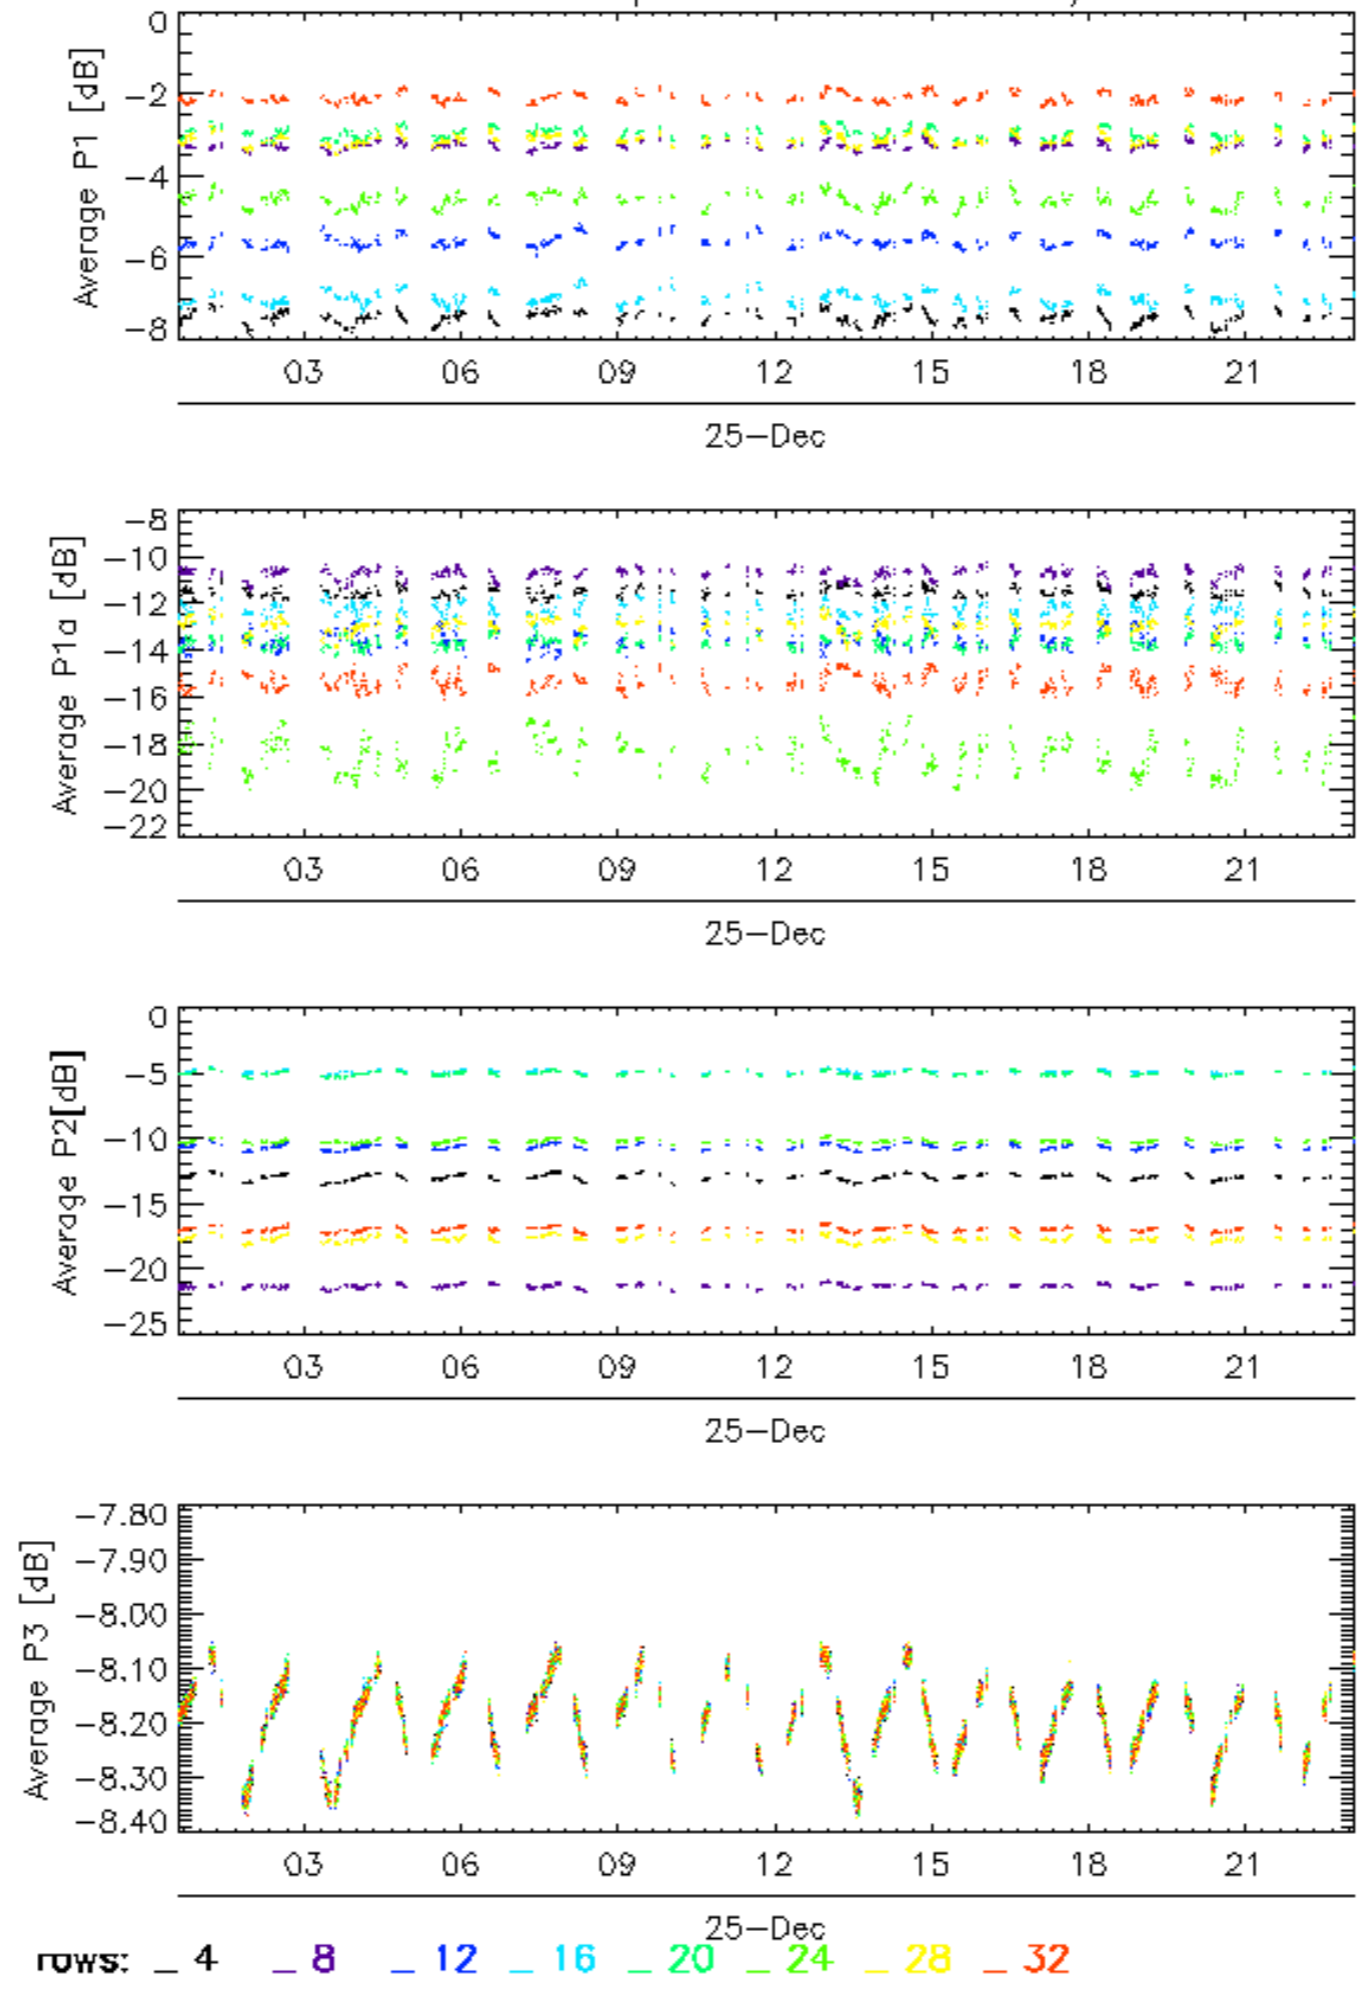 0
−2
−4
−6
−8
Average P1 [dB]
03 06 09 12 15 18 21
25−Dec
−8
−10
−12
−14
−16
−18
−20
−22
Average P1a [dB]
03 06 09 12 15 18 21
25−Dec
0
−5
−10
−15
−20
−25
Average P2[dB]
03 06 09 12 15 18 21
25−Dec
−7.80
−7.90
−8.00
−8.10
−8.20
−8.30
−8.40
Average P3 [dB]
03 06 09 12 15 18 21
25−Dec
rows: _ 4 _ 8 _ 12 _ 16 _ 20 _ 24 _ 28 _ 32